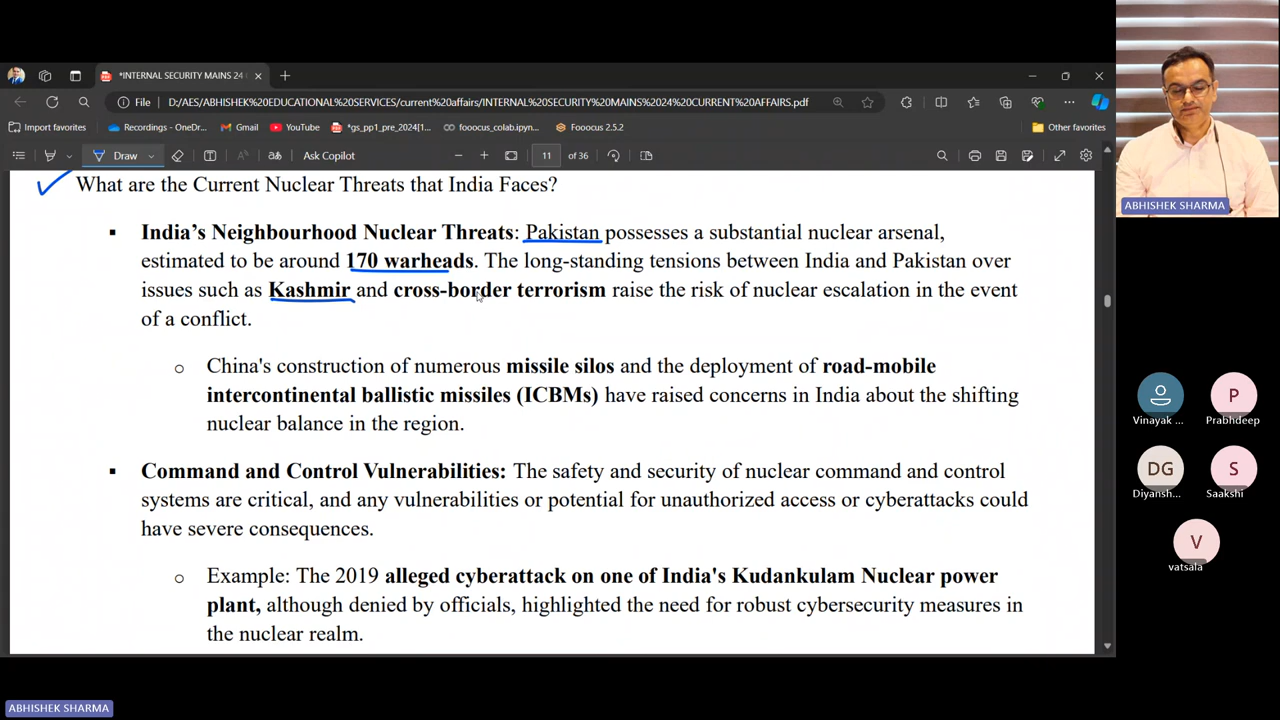 *INTERNAL SECURITY MAINS 24
File
D:/AES/ABHISHEK%20EDUCATIONAL%20SERVICES/current%20affairs/INTERNAL%20SECURITY%20MAINS%202024%20CURRENT%20AFFAIRS.pdf
Import favorites
Recordings - OneDr...
Gmail
YouTube
*gs_pp1_pre_2024[1...
foooocus_colab.ipyn...
Fooocus 2.5.2
Other favorites
Draw
Ask Copilot
11 of 36
What are the Current Nuclear Threats that India Faces?
▪ India’s Neighbourhood Nuclear Threats: Pakistan possesses a substantial nuclear arsenal,
estimated to be around 170 warheads. The long-standing tensions between India and Pakistan over
issues such as Kashmir and cross-border terrorism raise the risk of nuclear escalation in the event
of a conflict.
o China's construction of numerous missile silos and the deployment of road-mobile
intercontinental ballistic missiles (ICBMs) have raised concerns in India about the shifting
nuclear balance in the region.
▪ Command and Control Vulnerabilities: The safety and security of nuclear command and control
systems are critical, and any vulnerabilities or potential for unauthorized access or cyberattacks could
have severe consequences.
o Example: The 2019 alleged cyberattack on one of India's Kudankulam Nuclear power
plant, although denied by officials, highlighted the need for robust cybersecurity measures in
the nuclear realm.
ABHISHEK SHARMA
Vinayak ...
P
Prabhdeep
DG
Diyansh...
S
Saakshi
V
vatsala
ABHISHEK SHARMA